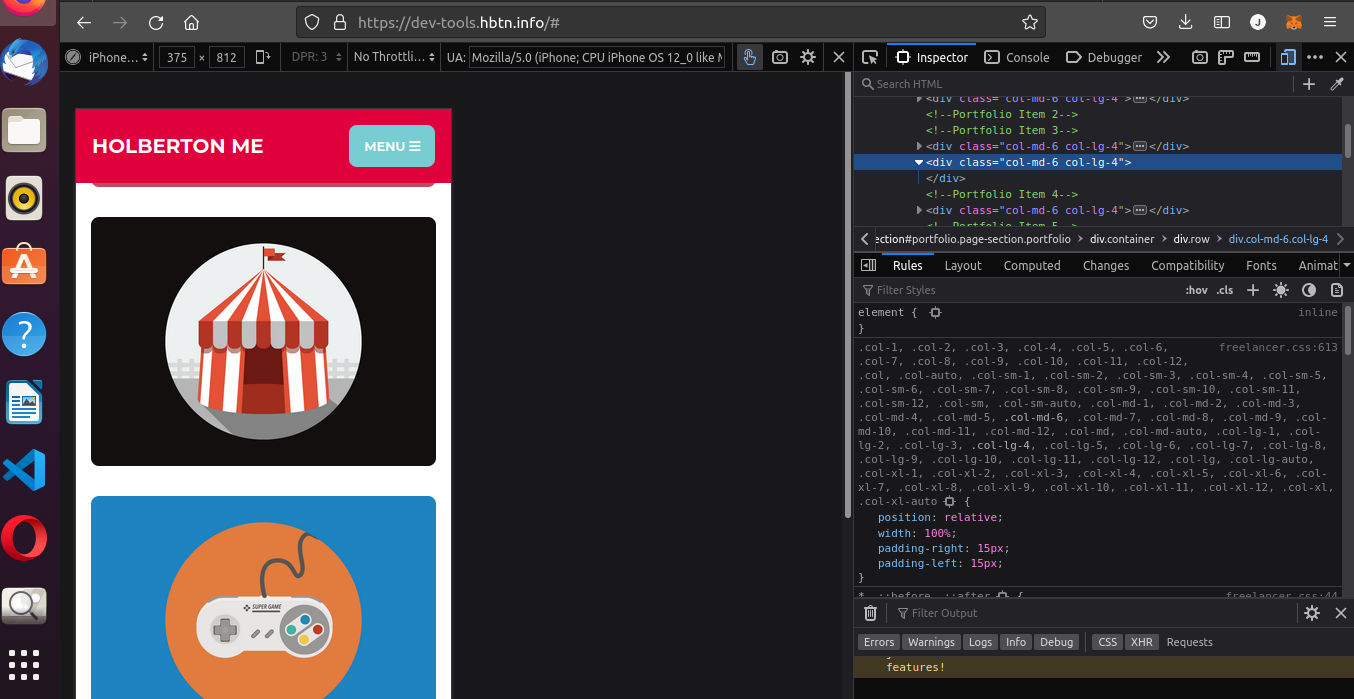 https://dev-tools.hbtn.info/#
J
iPhone... 375 × 812 DPR: 3 No Throttli... UA: Mozilla/5.0 (iPhone; CPU iPhone OS 12_0 like M
HOLBERTON ME
MENU
SUPER GAME
Inspector Console Debugger
Search HTML
<div class="col-md-6 col-lg-4"></div>
<!--Portfolio Item 2-->
<!--Portfolio Item 3-->
<div class="col-md-6 col-lg-4"></div>
<div class="col-md-6 col-lg-4">
</div>
<!--Portfolio Item 4-->
<div class="col-md-6 col-lg-4"></div>
<!--Portfolio Item 5-->
ection#portfolio.page-section.portfolio > div.container > div.row > div.col-md-6.col-lg-4
Rules Layout Computed Changes Compatibility Fonts Animat
Filter Styles :hov .cls
element { inline
}
.col-1, .col-2, .col-3, .col-4, .col-5, .col-6, freelancer.css:613
.col-7, .col-8, .col-9, .col-10, .col-11, .col-12,
.col, .col-auto, .col-sm-1, .col-sm-2, .col-sm-3, .col-sm-4, .col-sm-5,
.col-sm-6, .col-sm-7, .col-sm-8, .col-sm-9, .col-sm-10, .col-sm-11,
.col-sm-12, .col-sm, .col-sm-auto, .col-md-1, .col-md-2, .col-md-3,
.col-md-4, .col-md-5, .col-md-6, .col-md-7, .col-md-8, .col-md-9, .col-
md-10, .col-md-11, .col-md-12, .col-md, .col-md-auto, .col-lg-1, .col-
lg-2, .col-lg-3, .col-lg-4, .col-lg-5, .col-lg-6, .col-lg-7, .col-lg-8,
.col-lg-9, .col-lg-10, .col-lg-11, .col-lg-12, .col-lg, .col-lg-auto,
.col-xl-1, .col-xl-2, .col-xl-3, .col-xl-4, .col-xl-5, .col-xl-6, .col-
xl-7, .col-xl-8, .col-xl-9, .col-xl-10, .col-xl-11, .col-xl-12, .col-xl,
.col-xl-auto {
position: relative;
width: 100%;
padding-right: 15px;
padding-left: 15px;
}
*, ::before, ::after { freelancer.css:44
Filter Output
Errors Warnings Logs Info Debug CSS XHR Requests
features!